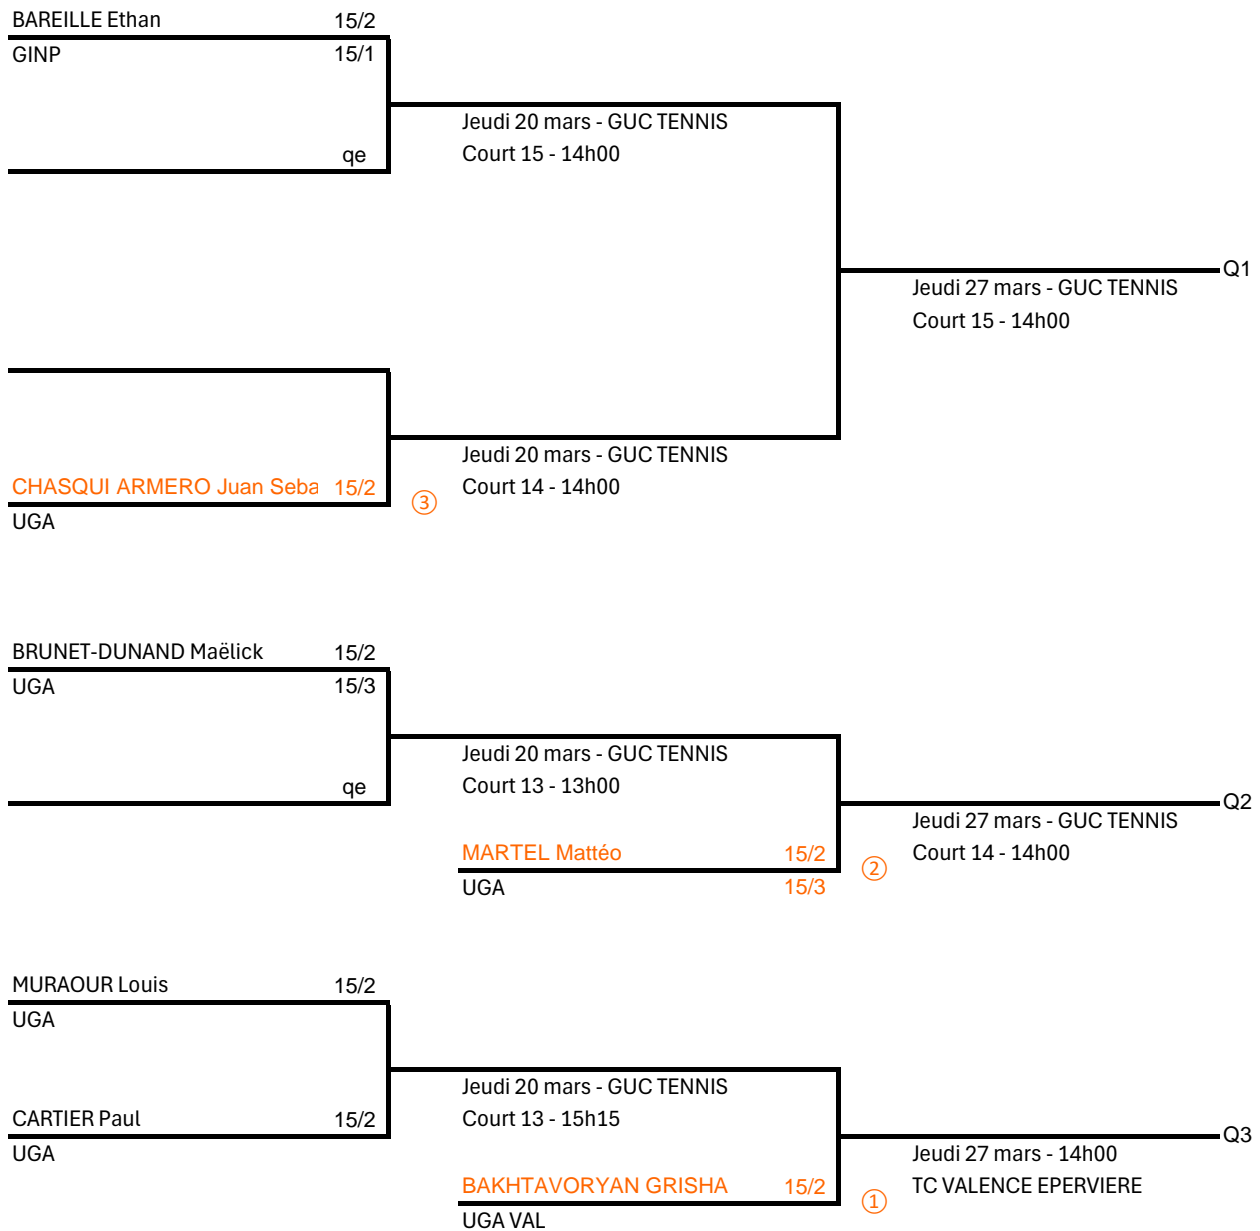 BAREILLE Ethan 15/2
GINP 15/1
Jeudi 20 mars - GUC TENNIS
qe Court 15 - 14h00
Q1
Jeudi 27 mars - GUC TENNIS
Court 15 - 14h00
Jeudi 20 mars - GUC TENNIS
CHASQUI ARMERO Juan Seba 15/2 ③ Court 14 - 14h00
UGA
BRUNET-DUNAND Maëlick 15/2
UGA 15/3
Jeudi 20 mars - GUC TENNIS
qe Court 13 - 13h00
Q2
Jeudi 27 mars - GUC TENNIS
MARTEL Mattéo 15/2 ② Court 14 - 14h00
UGA 15/3
MURAOUR Louis 15/2
UGA
Jeudi 20 mars - GUC TENNIS
CARTIER Paul 15/2 Court 13 - 15h15
Q3
UGA Jeudi 27 mars - 14h00
BAKHTAVORYAN GRISHA 15/2 ① TC VALENCE EPERVIERE
UGA VAL